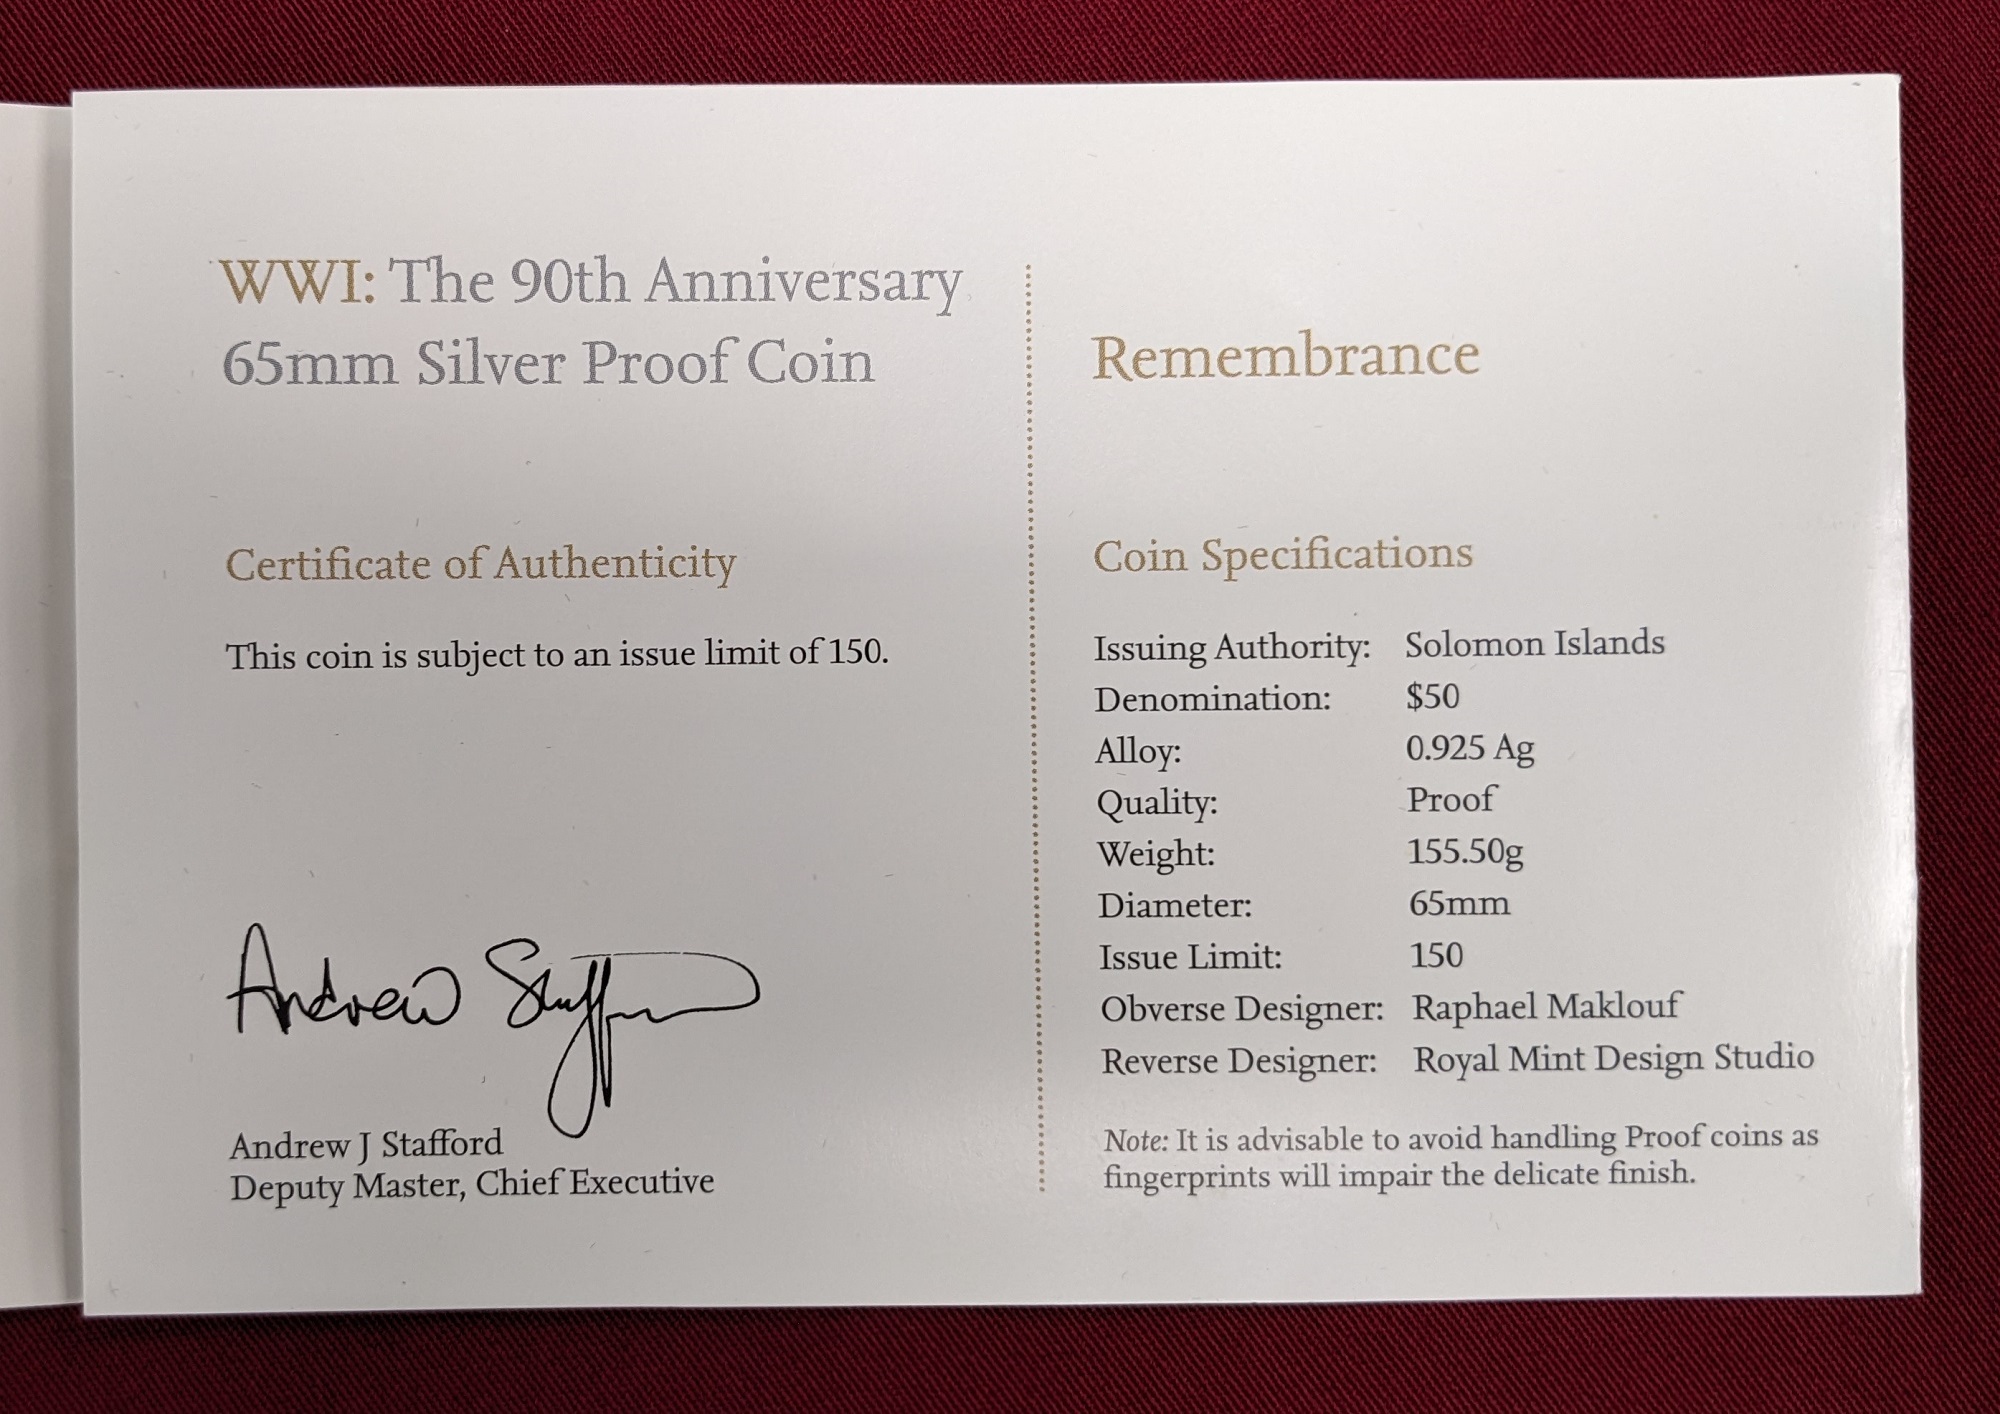 WWI: The 90th Anniversary
65mm Silver Proof Coin
Certificate of Authenticity
This coin is subject to an issue limit of 150.
Andrew Stafford
Andrew J Stafford
Deputy Master, Chief Executive
Remembrance
Coin Specifications
Issuing Authority: Solomon Islands
Denomination: $50
Alloy: 0.925 Ag
Quality: Proof
Weight: 155.50g
Diameter: 65mm
Issue Limit: 150
Obverse Designer: Raphael Maklouf
Reverse Designer: Royal Mint Design Studio
Note: It is advisable to avoid handling Proof coins as
fingerprints will impair the delicate finish.